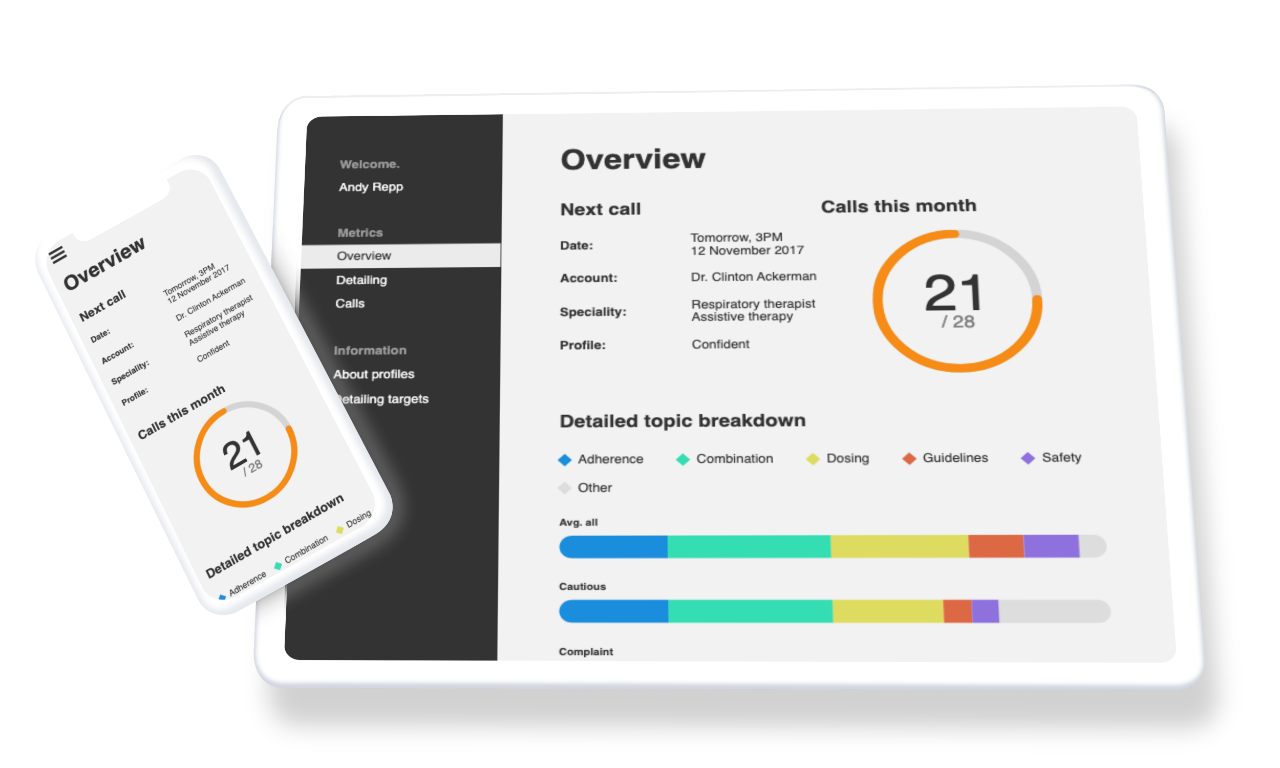 Overview
Next call
Date:
Tomorrow, 3PM
12 November 2017
Account:
Dr. Clinton Ackerman
Speciality:
Respiratory therapist
Assistive therapy
Profile:
Confident
Calls this month
21
/ 28
Detailed topic breakdown
Adherence
Combination
Dosing
Welcome.
Andy Repp
Metrics
Overview
Detailing
Calls
Information
About profiles
Detailing targets
Overview
Next call
Date:
Tomorrow, 3PM
12 November 2017
Account:
Dr. Clinton Ackerman
Speciality:
Respiratory therapist
Assistive therapy
Profile:
Confident
Calls this month
21
/ 28
Detailed topic breakdown
Adherence
Combination
Dosing
Guidelines
Safety
Other
Avg. all
Cautious
Complaint